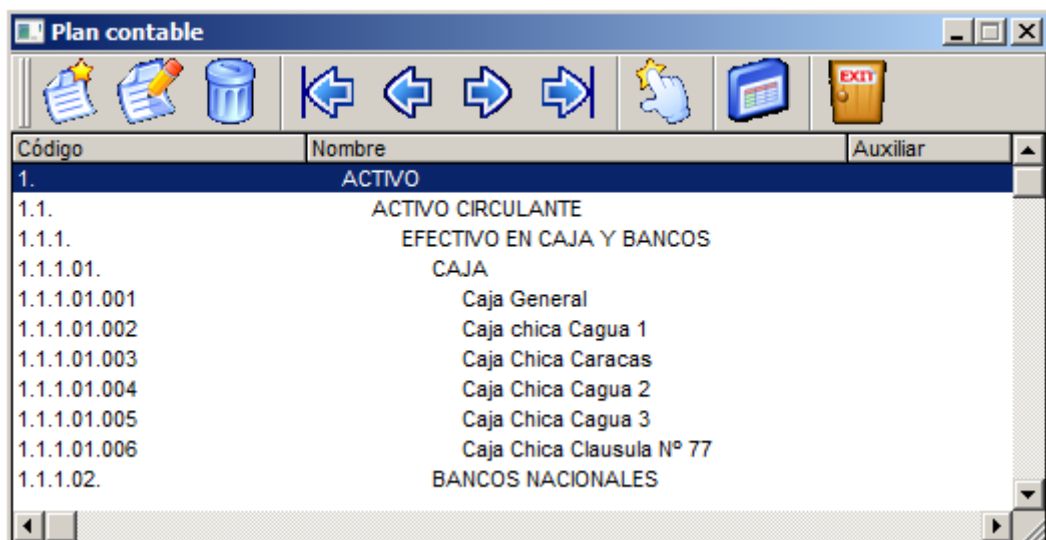 Plan contable
EXIT
Código Nombre Auxiliar
1. ACTIVO
1.1. ACTIVO CIRCULANTE
1.1.1. EFECTIVO EN CAJA Y BANCOS
1.1.1.01. CAJA
1.1.1.01.001 Caja General
1.1.1.01.002 Caja chica Cagua 1
1.1.1.01.003 Caja Chica Caracas
1.1.1.01.004 Caja Chica Cagua 2
1.1.1.01.005 Caja Chica Cagua 3
1.1.1.01.006 Caja Chica Clausula Nº 77
1.1.1.02. BANCOS NACIONALES